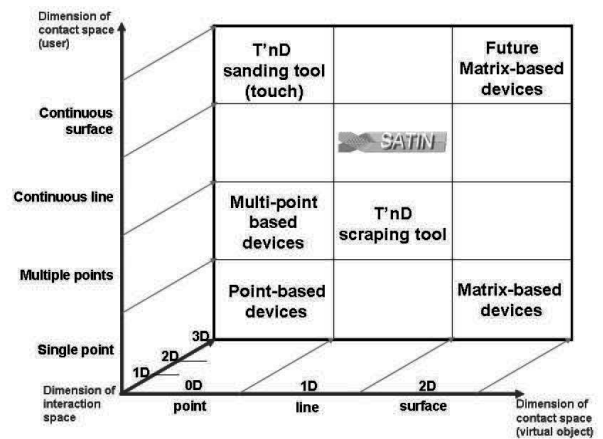 Dimension of
contact space
(user)
T'nD
sanding tool
(touch)
Future
Matrix-based
devices
Continuous
surface
SATIN
Continuous line
Multi-point
based
devices
T'nD
scraping tool
Multiple points
Point-based
devices
Matrix-based
devices
3D
Single point
2D
1D
Dimension of
interaction
space
0D
1D
2D
point
line
surface
Dimension of
contact space
(virtual object)